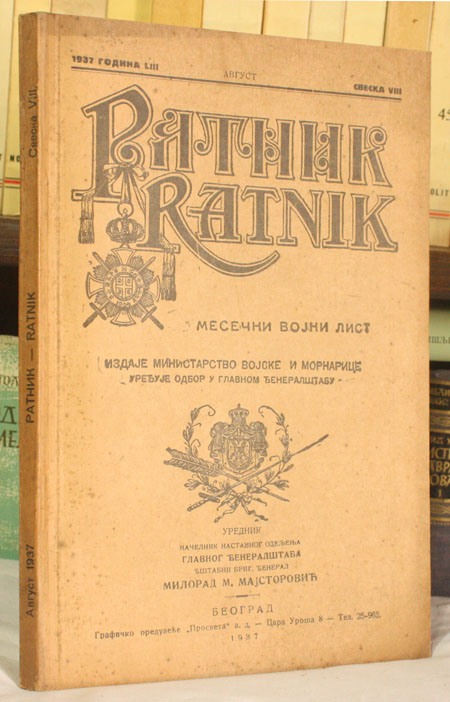 1937 ГОДИНА LIII
АВГУСТ
СВЕСКА VIII
РАТНИК
RATNIK
МЕСЕЧНИ ВОЈНИ ЛИСТ
ИЗДАЈЕ МИНИСТАРСТВО ВОЈСКЕ И МОРНАРИЦЕ
УРЕЂУЈЕ ОДБОР У ГЛАВНОМ ЂЕНЕРАЛШТАБУ
УРЕДНИК
НАЧЕЛНИК НАСТАВНОГ ОДЕЉЕЊА
ГЛАВНОГ ЂЕНЕРАЛШТАБА
ЂШТАБНИ БРИГ. ЂЕНЕРАЛ
МИЛОРАД М. МАЈСТОРОВИЋ
БЕОГРАД
Графичко предузеће „Просвета" а. д. — Цара Уроша 8 — Тел. 25-963.
1937
Август 1937 РАТНИК — RATNIK Свеска VIII